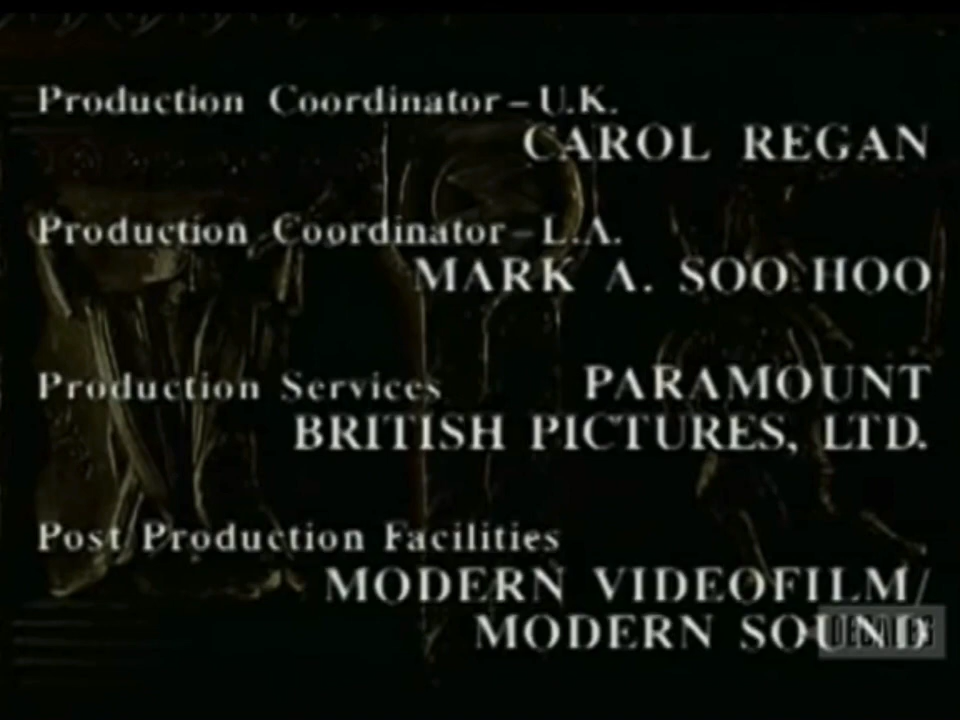 Production Coordinator – U.K.
CAROL REGAN
Production Coordinator – L.A.
MARK A. SOO HOO
Production Services PARAMOUNT
BRITISH PICTURES, LTD.
Post Production Facilities
MODERN VIDEOFILM/
MODERN SOUND
DECADES